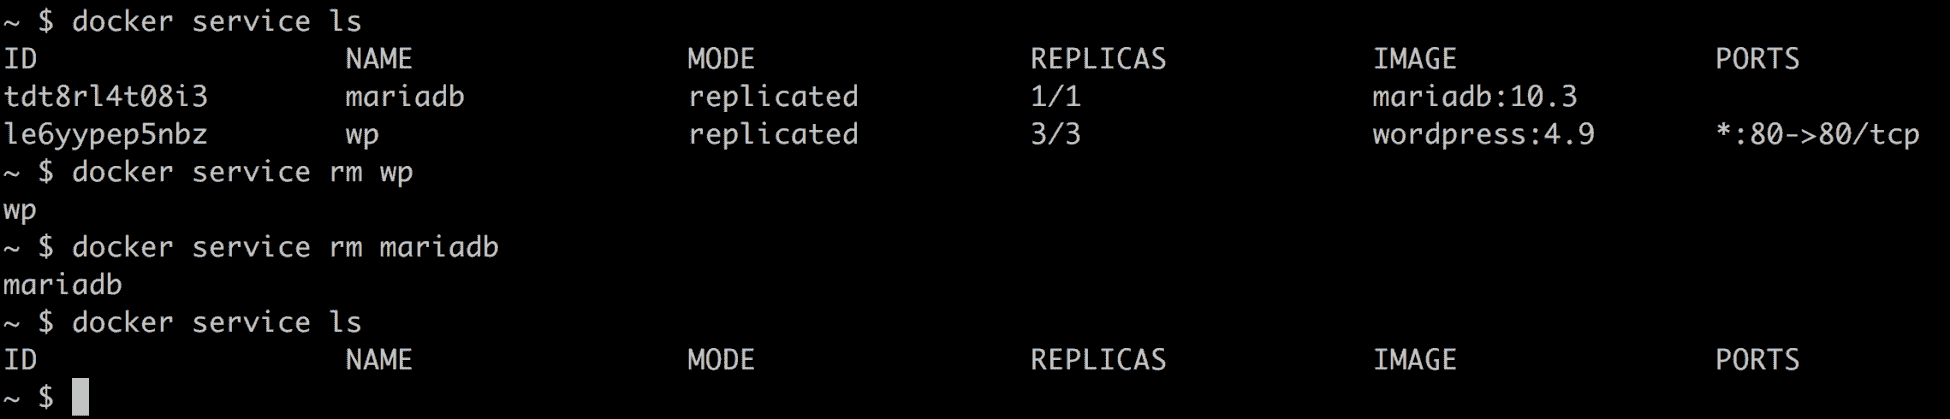 ~ $ docker service ls
ID                  NAME                MODE                REPLICAS            IMAGE               PORTS
tdt8rl4t08i3        mariadb             replicated          1/1                 mariadb:10.3
le6yypep5nbz        wp                  replicated          3/3                 wordpress:4.9       *:80->80/tcp
~ $ docker service rm wp
wp
~ $ docker service rm mariadb
mariadb
~ $ docker service ls
ID                  NAME                MODE                REPLICAS            IMAGE               PORTS
~ $